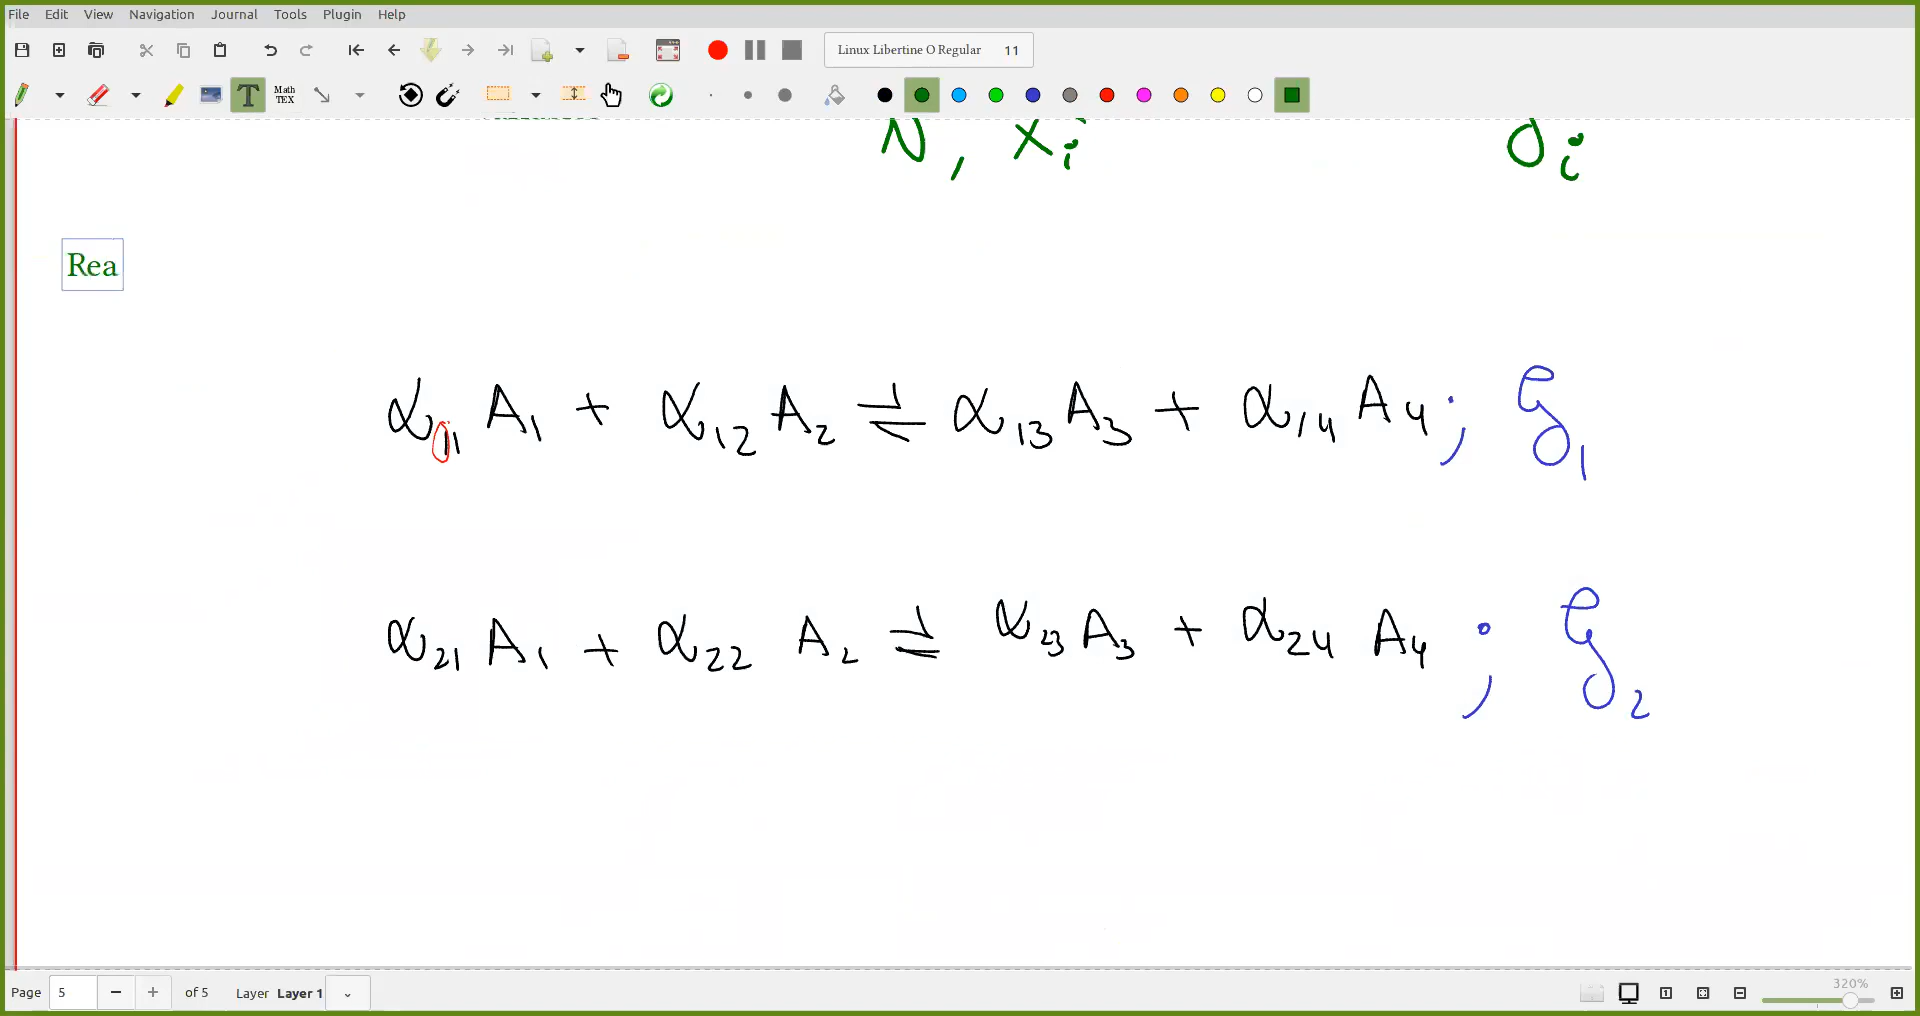 File Edit View Navigation Journal Tools Plugin Help
Linux Libertine O Regular 11
Math TEX
N, xᵢ
Rea
α₁₁ A₁ + α₁₂ A₂ ⇌ α₁₃ A₃ + α₁₄ A₄ ; ξ₁
α₂₁ A₁ + α₂₂ A₂ ⇌ α₂₃ A₃ + α₂₄ A₄ ; ξ₂
Page 5 − + of 5 Layer Layer 1 320%